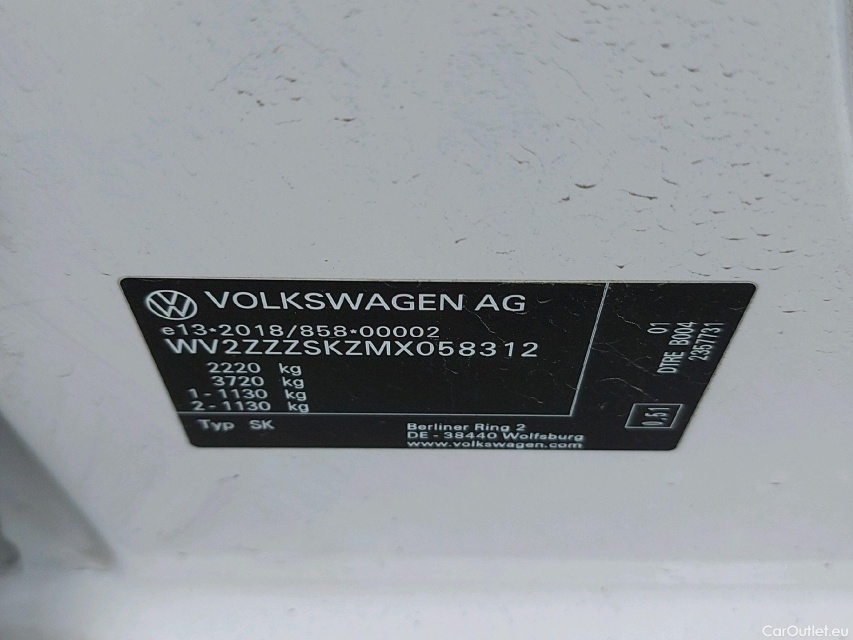 VOLKSWAGEN AG
e13*2018/858*00002
WV2ZZZSKZMX058312
2220 kg
3720 kg
1 - 1130 kg
2 - 1130 kg
Typ SK
Berliner Ring 2
DE - 38440 Wolfsburg
www.volkswagen.com
01
DTRE B004
2357731
0,51
CarOutlet.eu